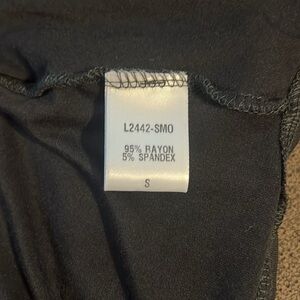 L2442-SMO
95% RAYON
5% SPANDEX
S